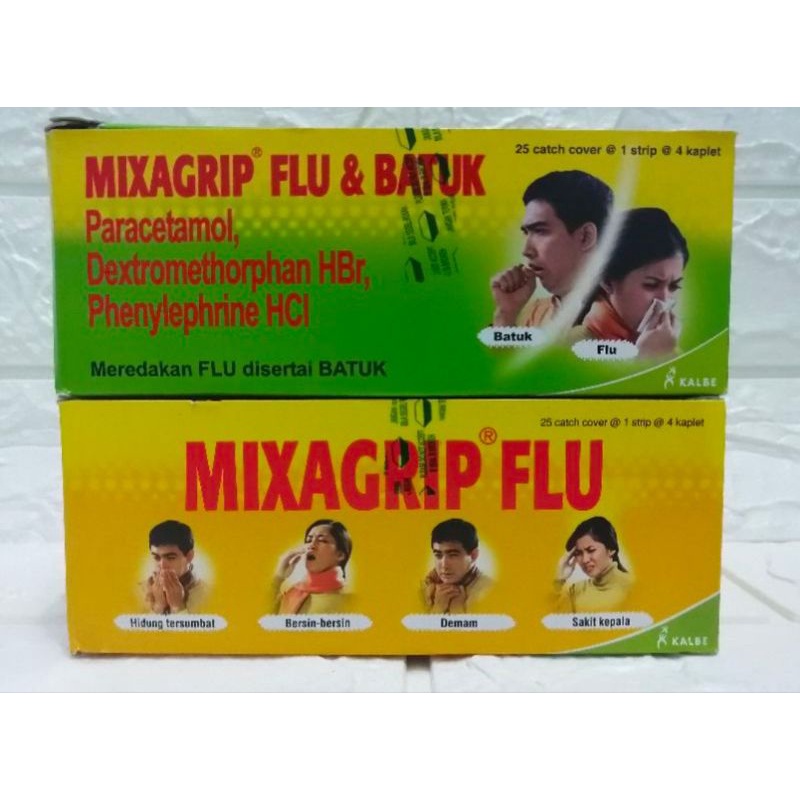 MIXAGRIP® FLU & BATUK
25 catch cover @ 1 strip @ 4 kaplet
Paracetamol,
Dextromethorphan HBr,
Phenylephrine HCl
Batuk
Flu
Meredakan FLU disertai BATUK
KALBE
25 catch cover @ 1 strip @ 4 kaplet
MIXAGRIP® FLU
Hidung tersumbat
Bersin-bersin
Demam
Sakit kepala
KALBE